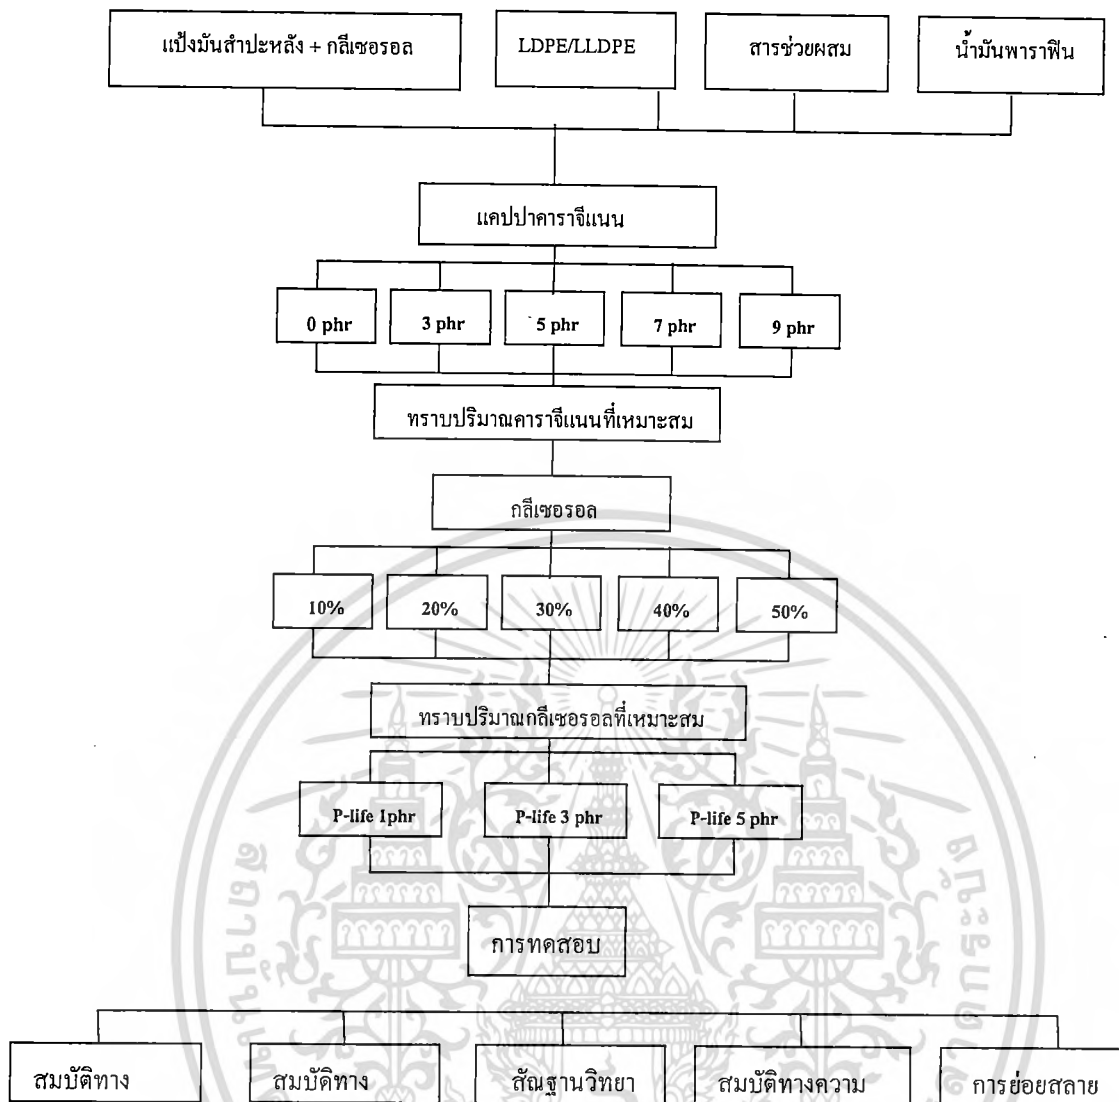 แป้งมันสำปะหลัง + กลีเซอรอล
LDPE/LLDPE
สารช่วยผสม
น้ำมันพาราฟิน
แคปปาคาราจีแนน
0 phr
3 phr
5 phr
7 phr
9 phr
ทราบปริมาณคาราจีแนนที่เหมาะสม
กลีเซอรอล
10%
20%
30%
40%
50%
ทราบปริมาณกลีเซอรอลที่เหมาะสม
P-life 1phr
P-life 3 phr
P-life 5 phr
การทดสอบ
สมบัติทาง
สมบัติทาง
สัณฐานวิทยา
สมบัติทางความ
การย่อยสลาย